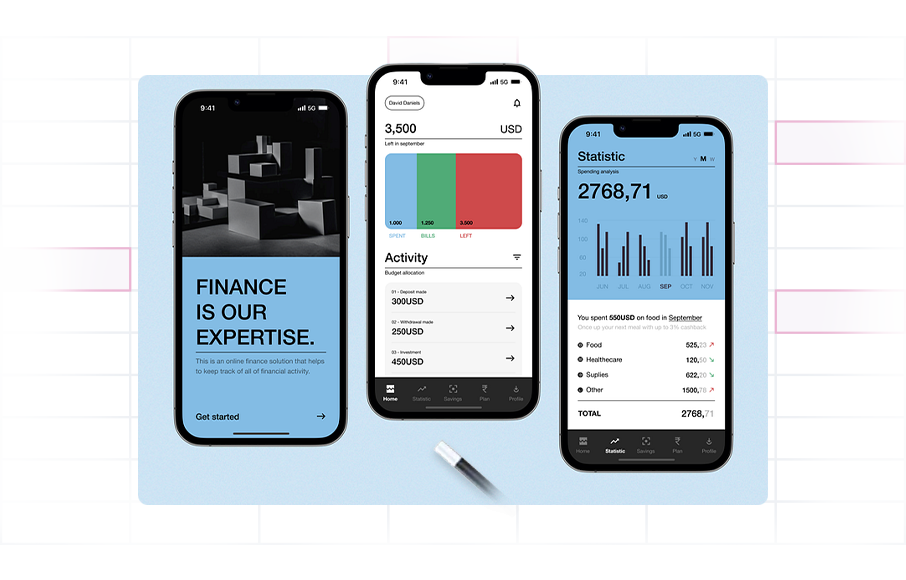 9:41
5G
FINANCE
IS OUR
EXPERTISE.
This is an online finance solution that helps
to keep track of all of financial activity.
Get started
9:41
5G
David Daniels
3,500 USD
Left in september
1.000 1.250 3.500
SPENT BILLS LEFT
Activity
Budget allocation
01 - Deposit made
300USD
02 - Withdrawal made
250USD
03 - Investment
450USD
Home Statistic Savings Plan Profile
9:41
5G
Statistic Y M W
Spending analysis
2768,71 USD
140
100
60
20
JUN JUL AUG SEP OCT NOV
You spent 550USD on food in September
Once up your next meal with up to 3% cashback
Food 525,23
Healthecare 120,50
Suplies 622,20
Other 1500,78
TOTAL 2768,71
Home Statistic Savings Plan Profile